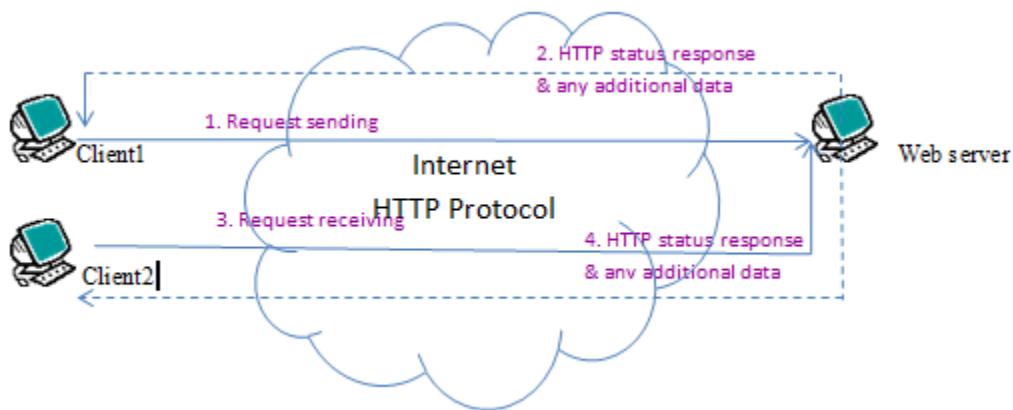 2. HTTP status response
& any additional data
1. Request sending
Client1
Internet
Web server
HTTP Protocol
3. Request receiving
4. HTTP status response
& any additional data
Client2